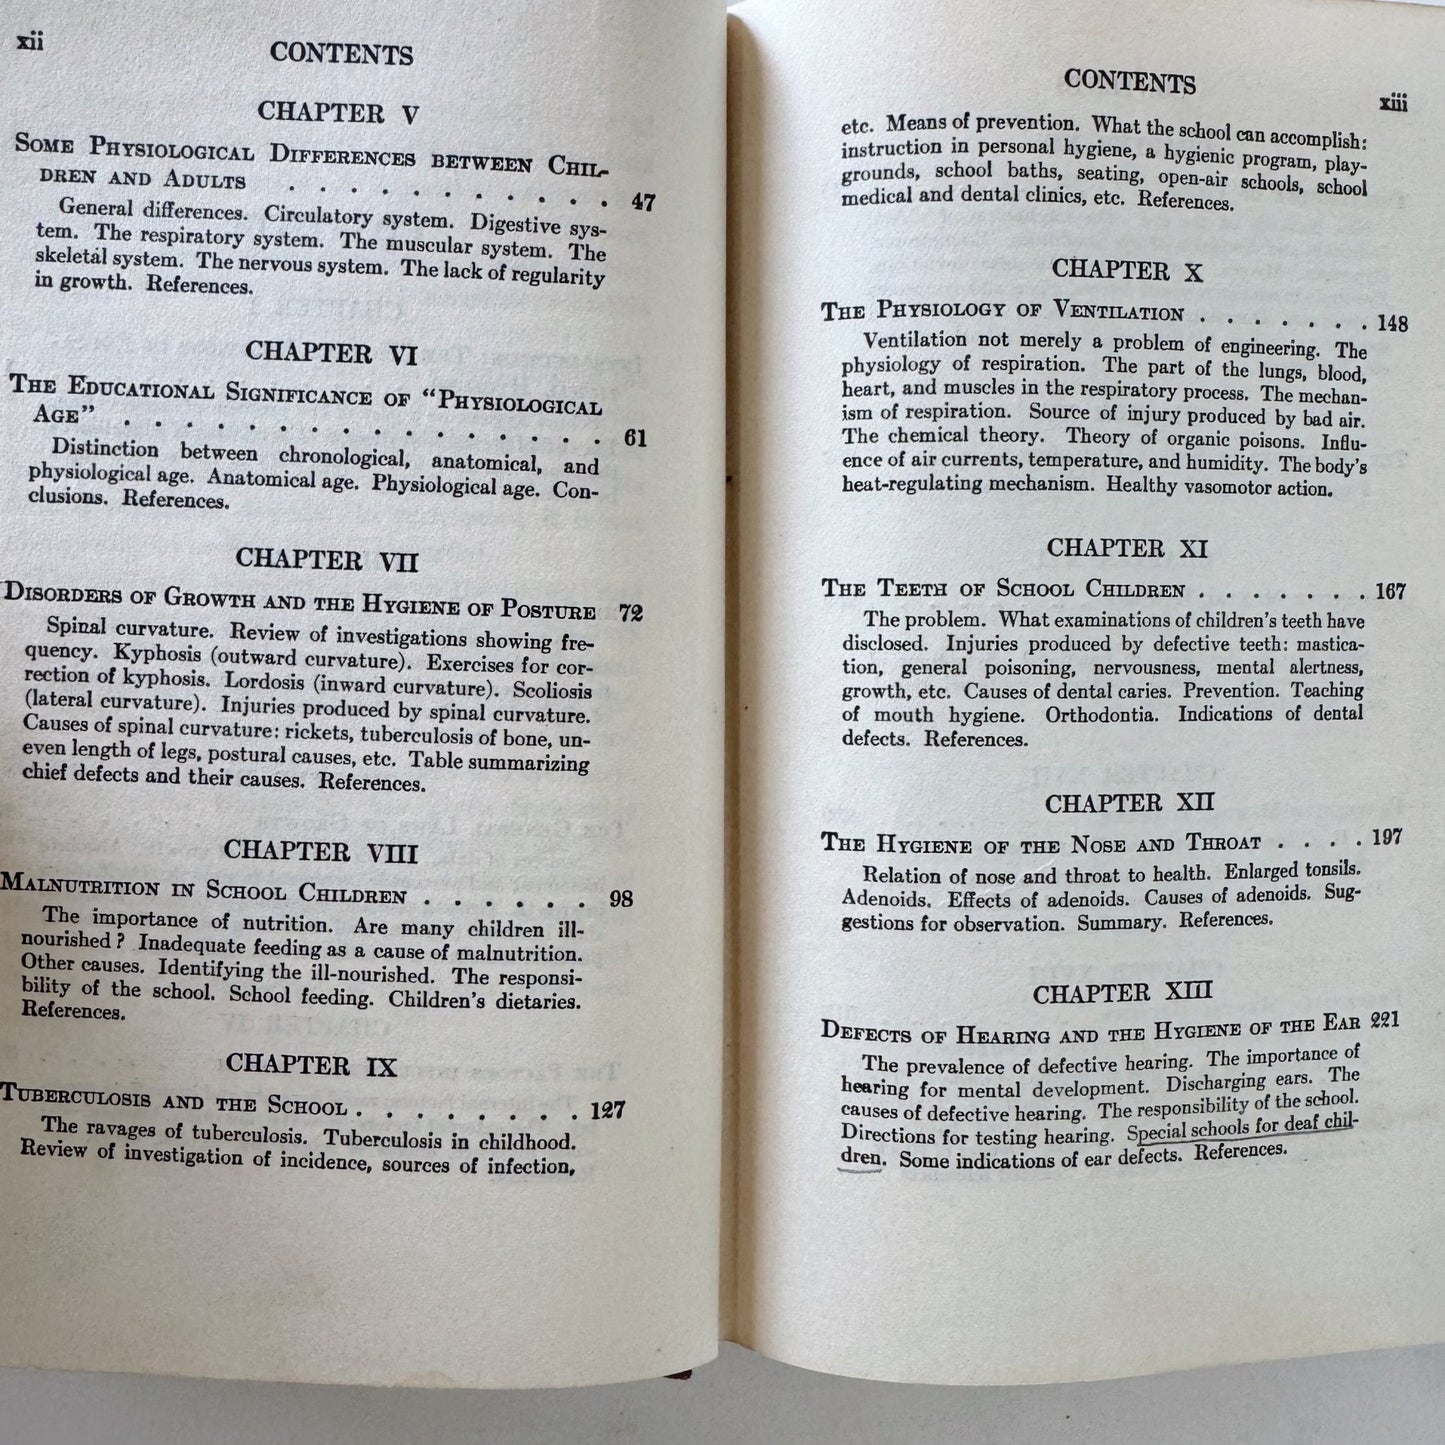 xii
CONTENTS
CHAPTER V
SOME PHYSIOLOGICAL DIFFERENCES BETWEEN CHIL-
DREN AND ADULTS . . . . . . . . . . . 47
General differences. Circulatory system. Digestive sys-
tem. The respiratory system. The muscular system. The
skeletal system. The nervous system. The lack of regularity
in growth. References.
CHAPTER VI
THE EDUCATIONAL SIGNIFICANCE OF "PHYSIOLOGICAL
AGE" . . . . . . . . . . . . . . . . 61
Distinction between chronological, anatomical, and
physiological age. Anatomical age. Physiological age. Con-
clusions. References.
CHAPTER VII
DISORDERS OF GROWTH AND THE HYGIENE OF POSTURE 72
Spinal curvature. Review of investigations showing fre-
quency. Kyphosis (outward curvature). Exercises for cor-
rection of kyphosis. Lordosis (inward curvature). Scoliosis
(lateral curvature). Injuries produced by spinal curvature.
Causes of spinal curvature: rickets, tuberculosis of bone, un-
even length of legs, postural causes, etc. Table summarizing
chief defects and their causes. References.
CHAPTER VIII
MALNUTRITION IN SCHOOL CHILDREN . . . . . . 98
The importance of nutrition. Are many children ill-
nourished? Inadequate feeding as a cause of malnutrition.
Other causes. Identifying the ill-nourished. The responsi-
bility of the school. School feeding. Children's dietaries.
References.
CHAPTER IX
TUBERCULOSIS AND THE SCHOOL . . . . . . . . 127
The ravages of tuberculosis. Tuberculosis in childhood.
Review of investigation of incidence, sources of infection,
CONTENTS
xiii
etc. Means of prevention. What the school can accomplish:
instruction in personal hygiene, a hygienic program, play-
grounds, school baths, seating, open-air schools, school
medical and dental clinics, etc. References.
CHAPTER X
THE PHYSIOLOGY OF VENTILATION . . . . . . . 148
Ventilation not merely a problem of engineering. The
physiology of respiration. The part of the lungs, blood,
heart, and muscles in the respiratory process. The mechan-
ism of respiration. Source of injury produced by bad air.
The chemical theory. Theory of organic poisons. Influ-
ence of air currents, temperature, and humidity. The body's
heat-regulating mechanism. Healthy vasomotor action.
CHAPTER XI
THE TEETH OF SCHOOL CHILDREN . . . . . . . 167
The problem. What examinations of children's teeth have
disclosed. Injuries produced by defective teeth: mastica-
tion, general poisoning, nervousness, mental alertness,
growth, etc. Causes of dental caries. Prevention. Teaching
of mouth hygiene. Orthodontia. Indications of dental
defects. References.
CHAPTER XII
THE HYGIENE OF THE NOSE AND THROAT . . . . 197
Relation of nose and throat to health. Enlarged tonsils.
Adenoids. Effects of adenoids. Causes of adenoids. Sug-
gestions for observation. Summary. References.
CHAPTER XIII
DEFECTS OF HEARING AND THE HYGIENE OF THE EAR 221
The prevalence of defective hearing. The importance of
hearing for mental development. Discharging ears. The
causes of defective hearing. The responsibility of the school.
Directions for testing hearing. Special schools for deaf chil-
dren. Some indications of ear defects. References.